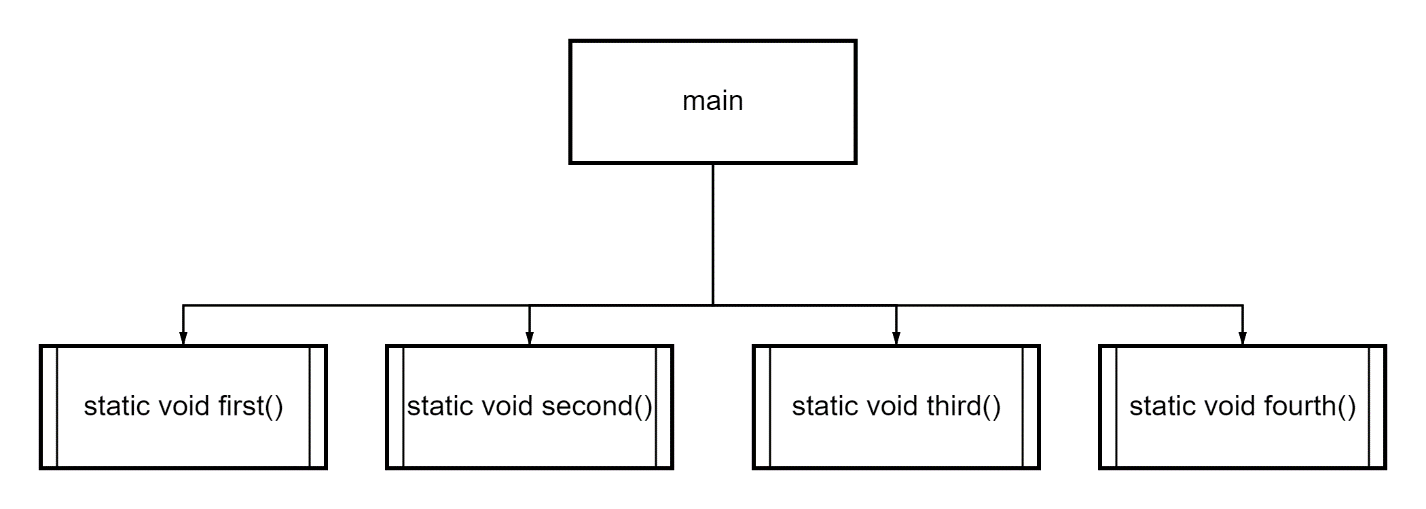 main
static void first()
static void second()
static void third()
static void fourth()